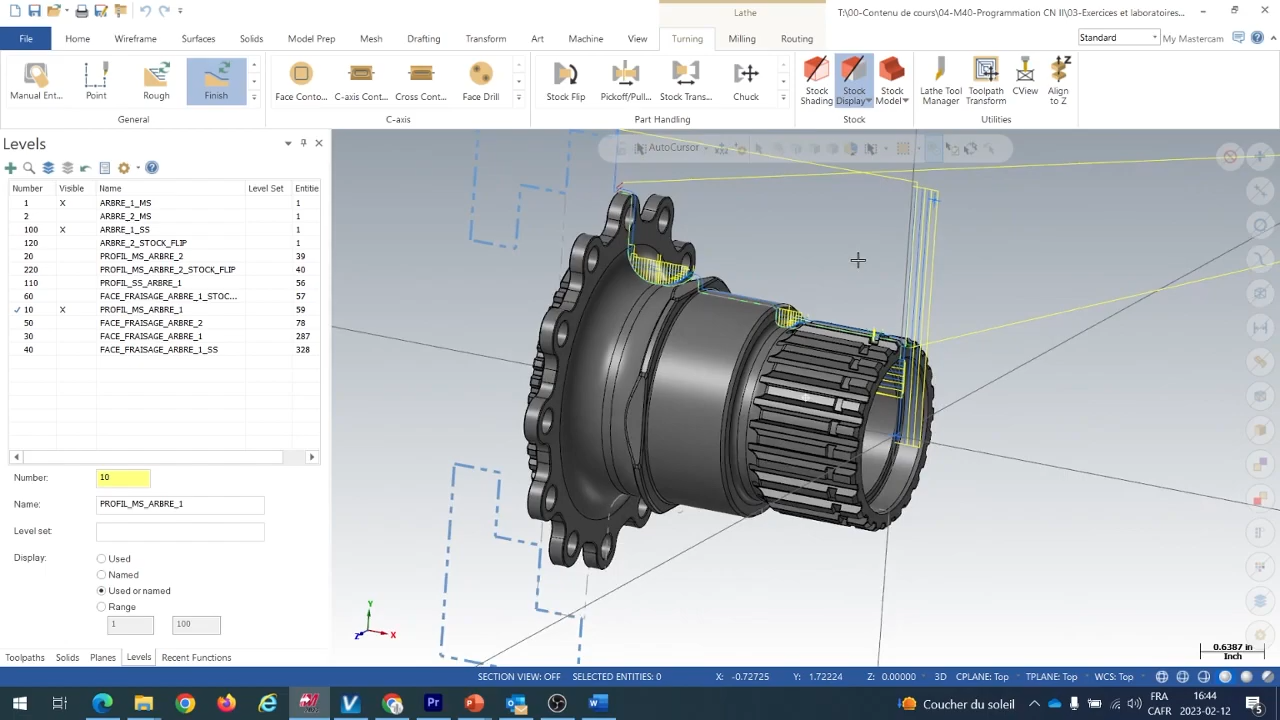 Lathe
T:\00-Contenu de cours\04-M40-Programmation CN II\03-Exercices et laboratoires...
File Home Wireframe Surfaces Solids Model Prep Mesh Drafting Transform Art Machine View Turning Milling Routing
Standard My Mastercam
Manual Ent... Point Rough Finish
Face Conto... C-axis Cont... Cross Cont... Face Drill
Stock Flip Pickoff/Pull... Stock Trans... Chuck
Stock Shading Stock Display Stock Model
Lathe Tool Manager Toolpath Transform CView Align to Z
General C-axis Part Handling Stock Utilities
Levels
AutoCursor
Number Visible Name Level Set Entitie
1 X ARBRE_1_MS 1
2 ARBRE_2_MS 1
100 X ARBRE_1_SS 1
120 ARBRE_2_STOCK_FLIP 1
20 PROFIL_MS_ARBRE_2 39
220 PROFIL_MS_ARBRE_2_STOCK_FLIP 40
110 PROFIL_SS_ARBRE_1 56
60 FACE_FRAISAGE_ARBRE_1_STOC... 57
10 X PROFIL_MS_ARBRE_1 59
50 FACE_FRAISAGE_ARBRE_2 78
30 FACE_FRAISAGE_ARBRE_1 287
40 FACE_FRAISAGE_ARBRE_1_SS 328
Number: 10
Name: PROFIL_MS_ARBRE_1
Level set:
Display: Used
Named
Used or named
Range
1 100
Y
Z X
0.6387 in
Inch
Toolpaths Solids Planes Levels Recent Functions
SECTION VIEW: OFF SELECTED ENTITIES: 0 X: -0.72725 Y: 1.72224 Z: 0.00000 3D CPLANE: Top TPLANE: Top WCS: Top
Coucher du soleil
FRA
CAFR
16:44
2023-02-12
5